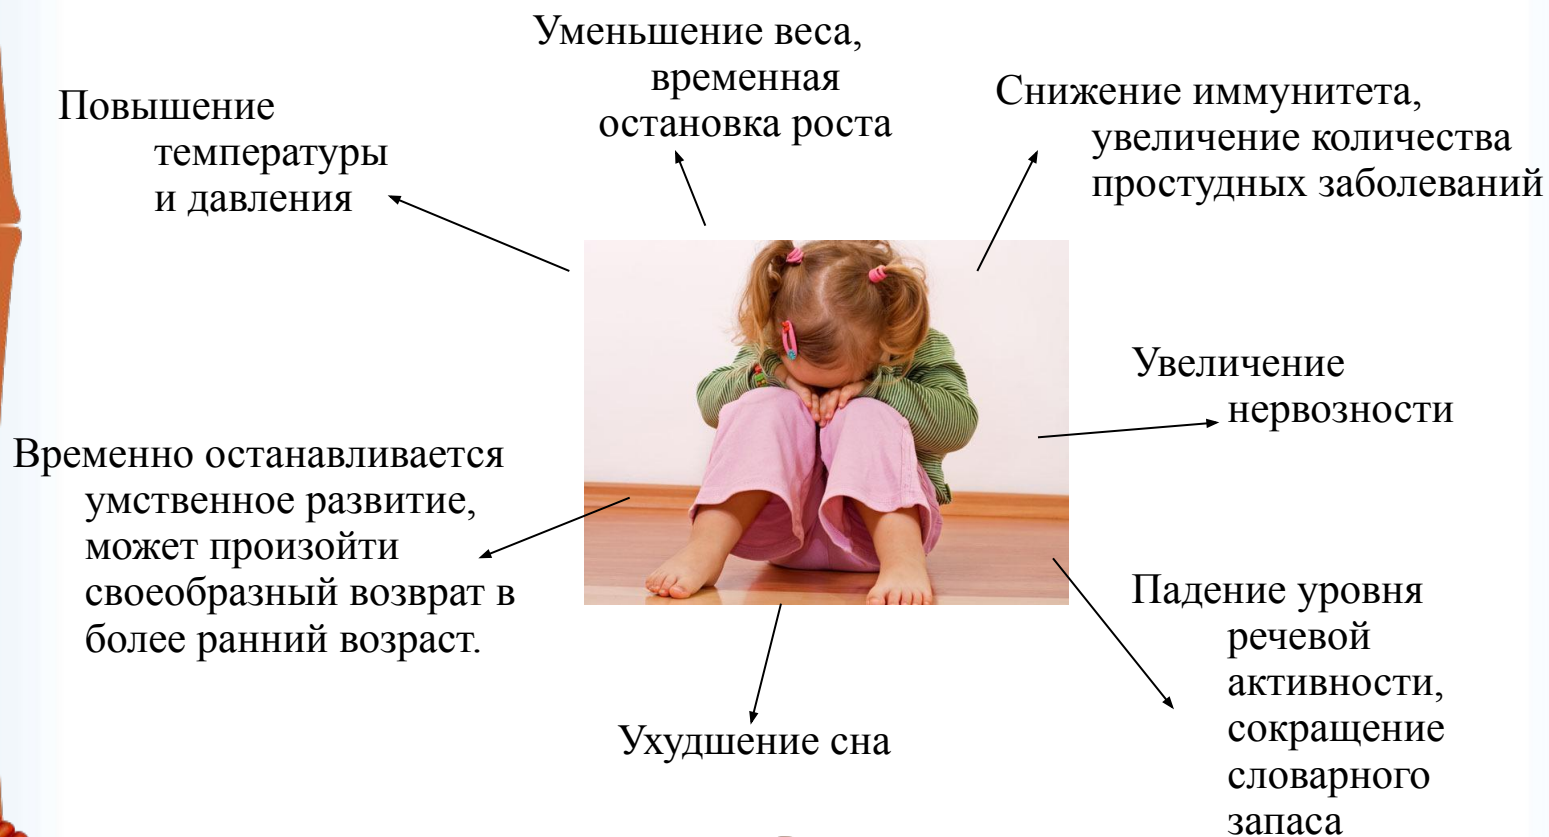 Уменьшение веса,
временная
остановка роста
Повышение
температуры
и давления
Снижение иммунитета,
увеличение количества
простудных заболеваний
Увеличение
нервозности
Временно останавливается
умственное развитие,
может произойти
своеобразный возврат в
более ранний возраст.
Падение уровня
речевой
активности,
сокращение
словарного
запаса
Ухудшение сна